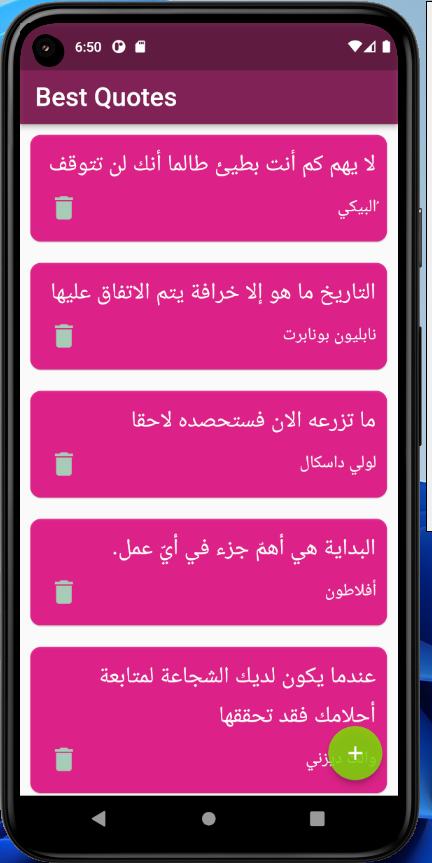 6:50
Best Quotes
لا يهم كم أنت بطيئ طالما أنك لن تتوقف
البيكي
التاريخ ما هو إلا خرافة يتم الاتفاق عليها
نابليون بونابرت
ما تزرعه الان فستحصده لاحقا
لولي داسكال
البداية هي أهمّ جزء في أيّ عمل.
أفلاطون
عندما يكون لديك الشجاعة لمتابعة
أحلامك فقد تحققها
والت ديزني